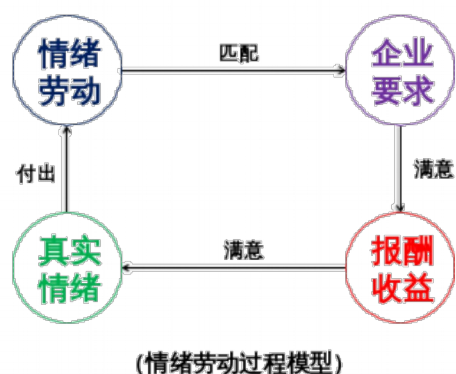 情绪
劳动
匹配
企业
要求
付出
满意
真实
情绪
满意
报酬
收益
（情绪劳动过程模型）